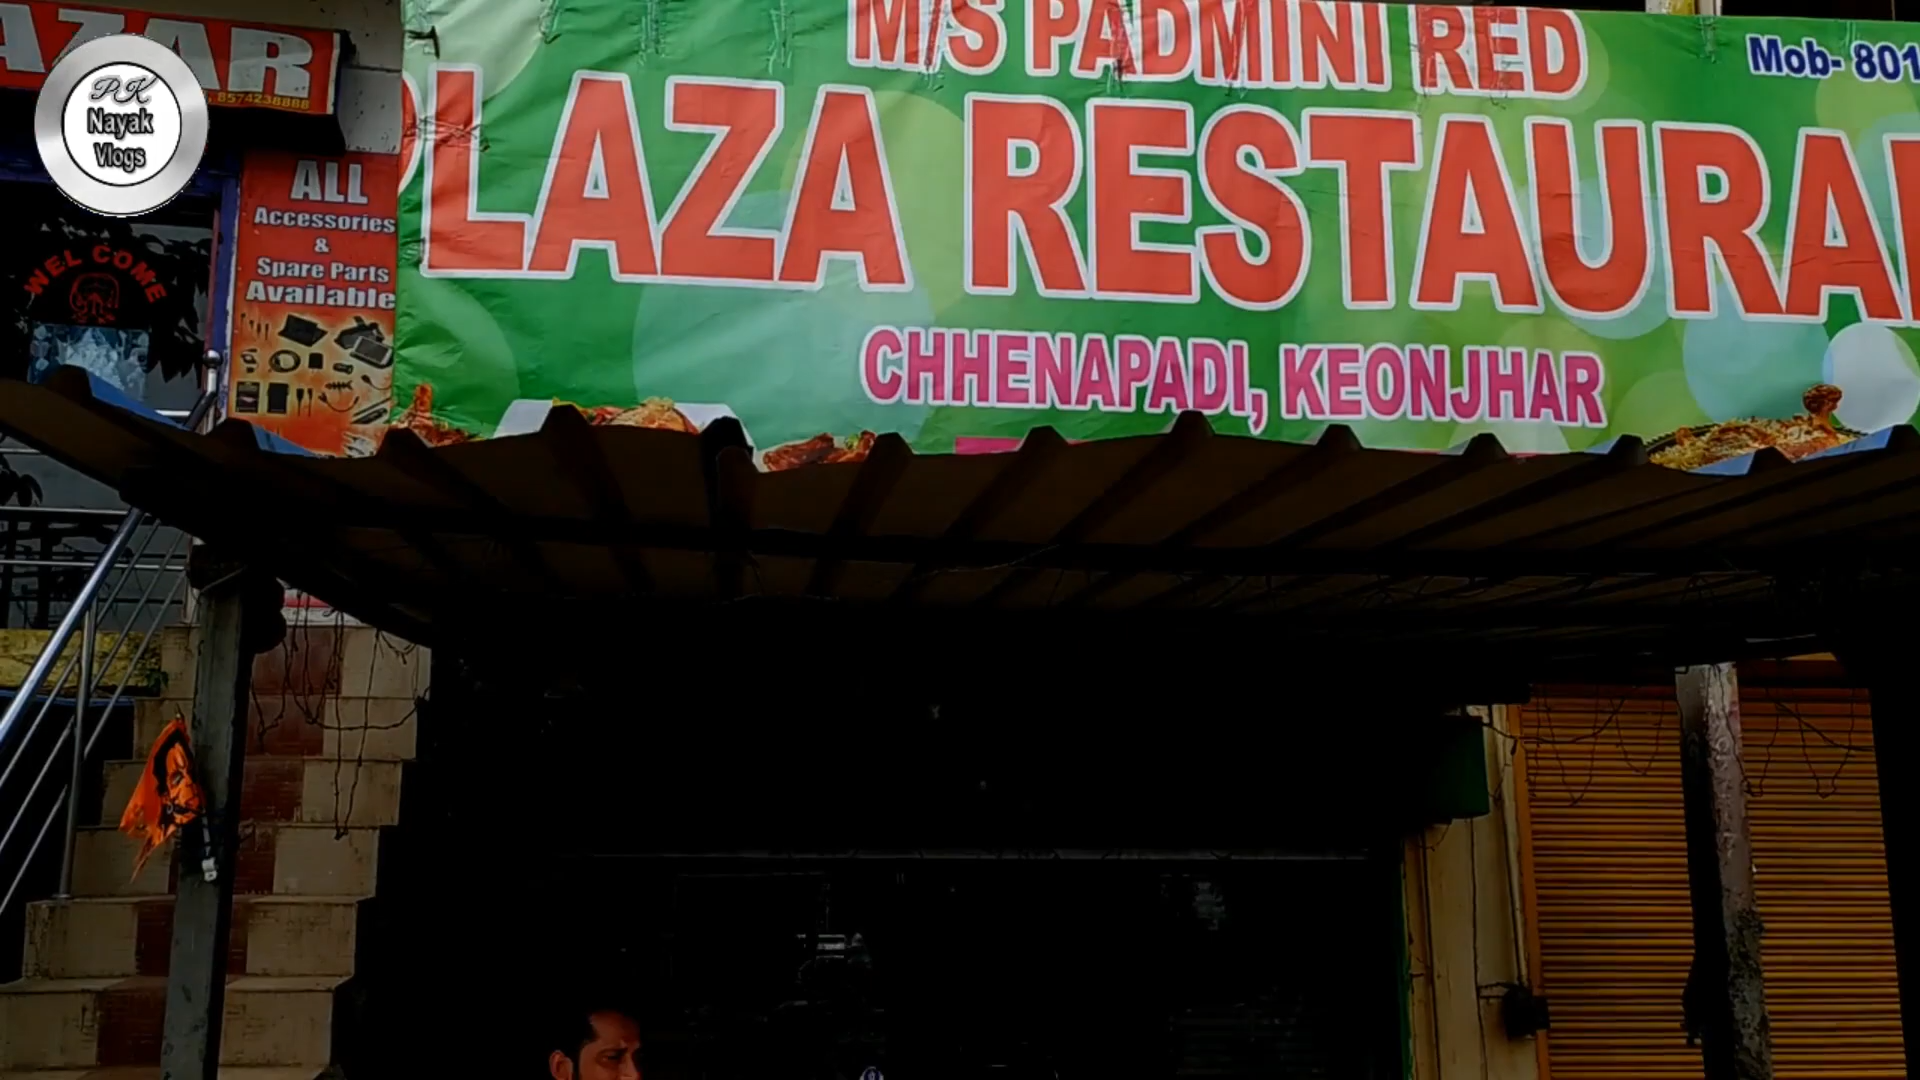 AZAR
8574238888
PK
Nayak
Vlogs
WEL COME
ALL
Accessories
&
Spare Parts
Available
M/S PADMINI RED
PLAZA RESTAURA
CHHENAPADI, KEONJHAR
Mob- 801